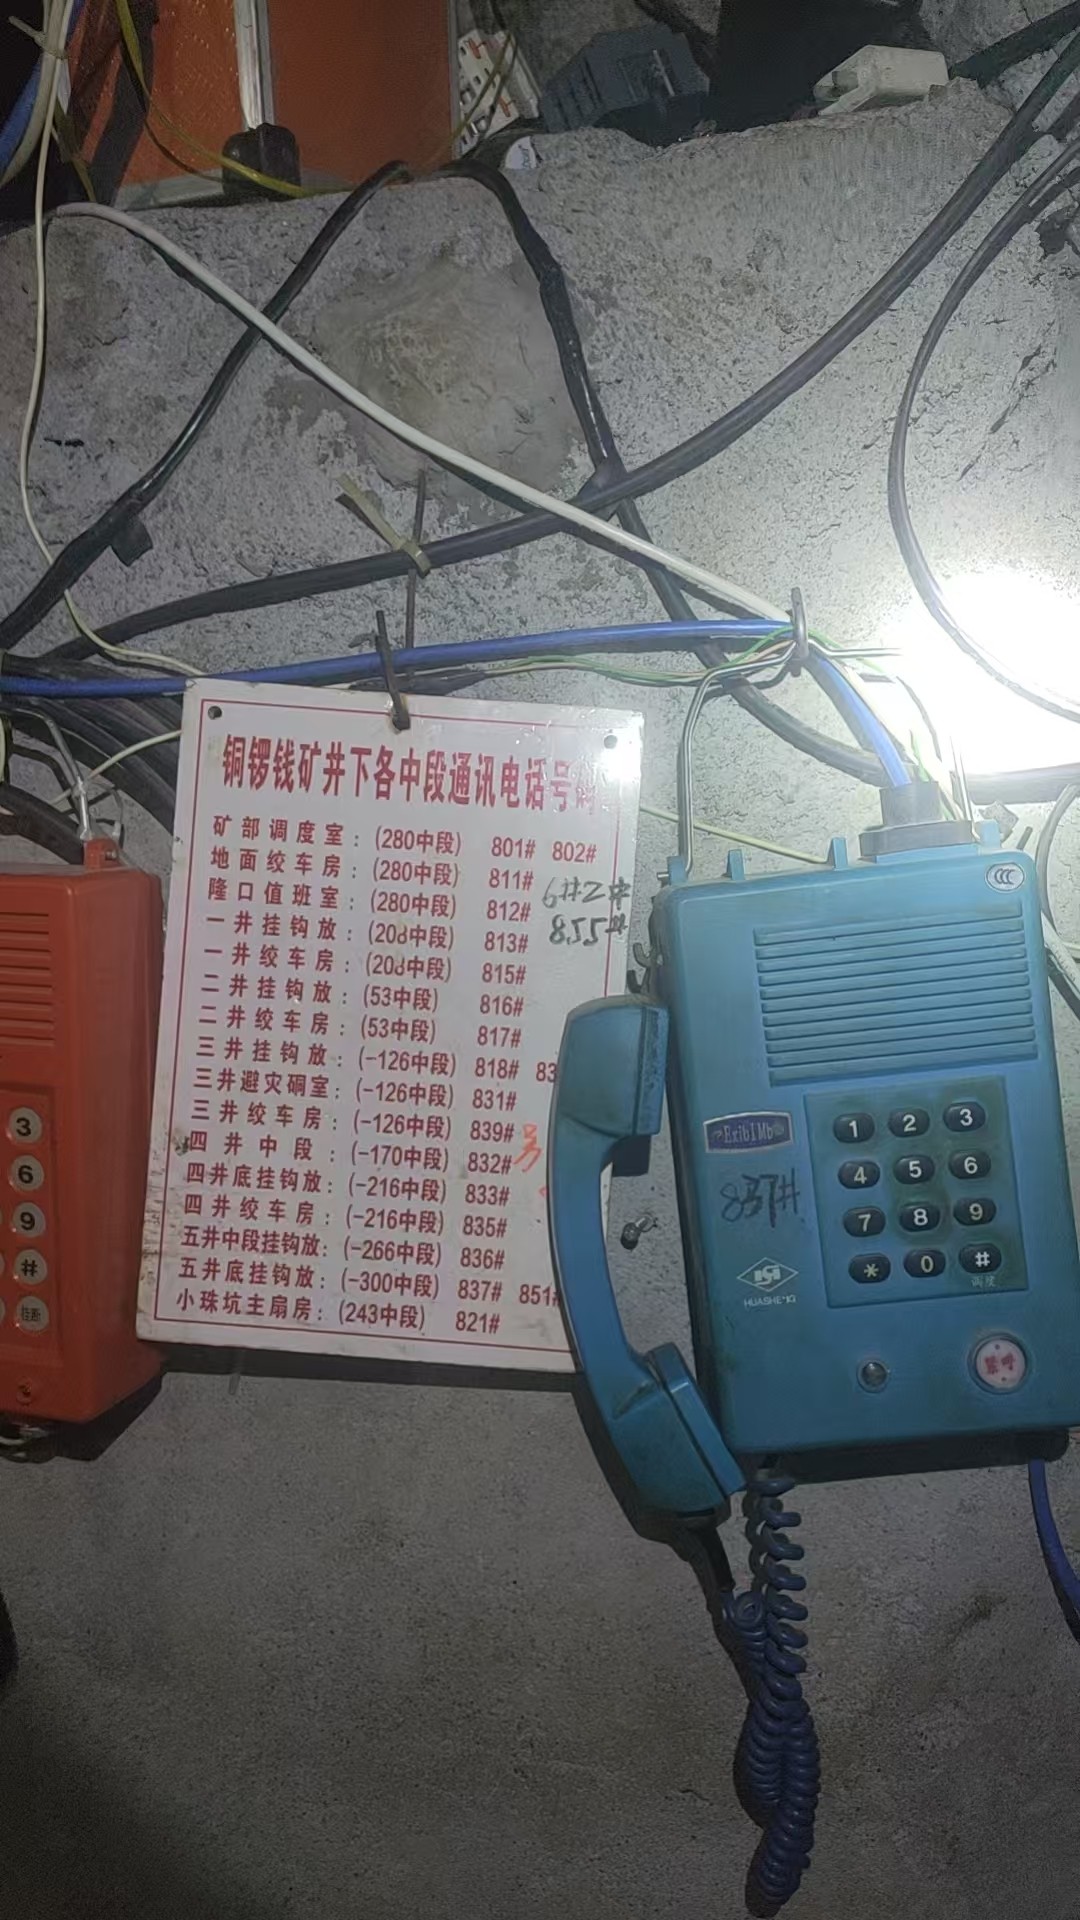 铜锣钱矿井下各中段通讯电话号
矿部调度室：(280中段) 801# 802#
地面绞车房：(280中段) 811#
隆口值班室：(280中段) 812#
6#2#
855#
一井挂钩放：(208中段) 813#
一井绞车房：(208中段) 815#
二井挂钩放：(53中段) 816#
二井绞车房：(53中段) 817#
三井挂钩放：(-126中段) 818# 83
三井避灾硐室：(-126中段) 831#
三井绞车房：(-126中段) 839#
四井中段：(-170中段) 832#
四井底挂钩放：(-216中段) 833#
四井绞车房：(-216中段) 835#
五井中段挂钩放：(-266中段) 836#
五井底挂钩放：(-300中段) 837# 851#
小珠坑主扇房：(243中段) 821#
3
6
9
#
挂断
CCC
ExibIMb
837#
HUASHENG
1 2 3
4 5 6
7 8 9
* 0 #
调度
紧呼